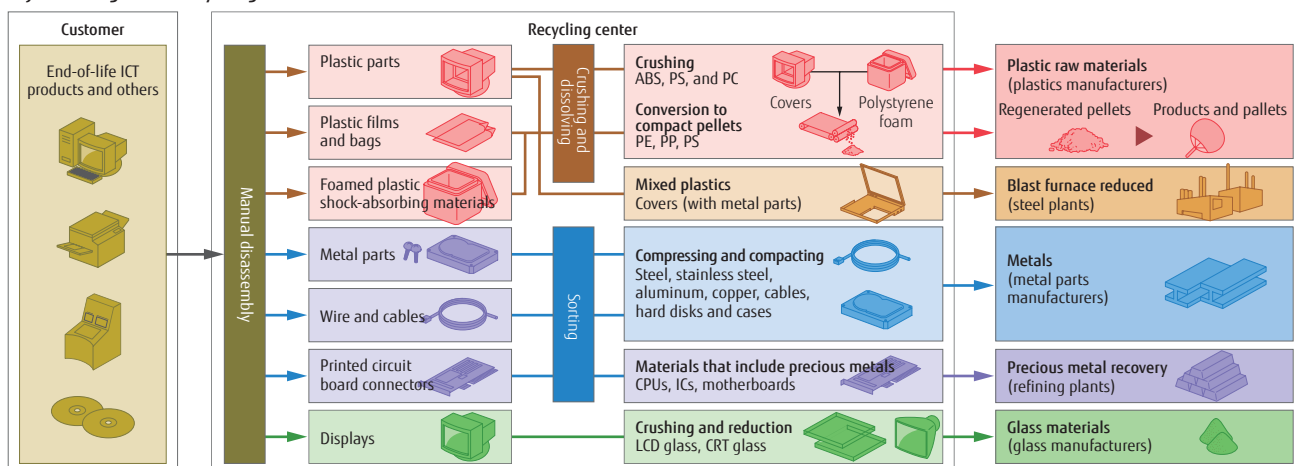 Customer
End-of-life ICT
products and others
Recycling center
Manual disassembly
Plastic parts
Plastic films
and bags
Foamed plastic
shock-absorbing materials
Metal parts
Wire and cables
Printed circuit
board connectors
Displays
Crushing and
dissolving
Sorting
Crushing
ABS, PS, and PC
Covers
Polystyrene
foam
Conversion to
compact pellets
PE, PP, PS
Mixed plastics
Covers (with metal parts)
Compressing and compacting
Steel, stainless steel,
aluminum, copper, cables,
hard disks and cases
Materials that include precious metals
CPUs, ICs, motherboards
Crushing and reduction
LCD glass, CRT glass
Plastic raw materials
(plastics manufacturers)
Regenerated pellets
Products and pallets
Blast furnace reduced
(steel plants)
Metals
(metal parts
manufacturers)
Precious metal recovery
(refining plants)
Glass materials
(glass manufacturers)